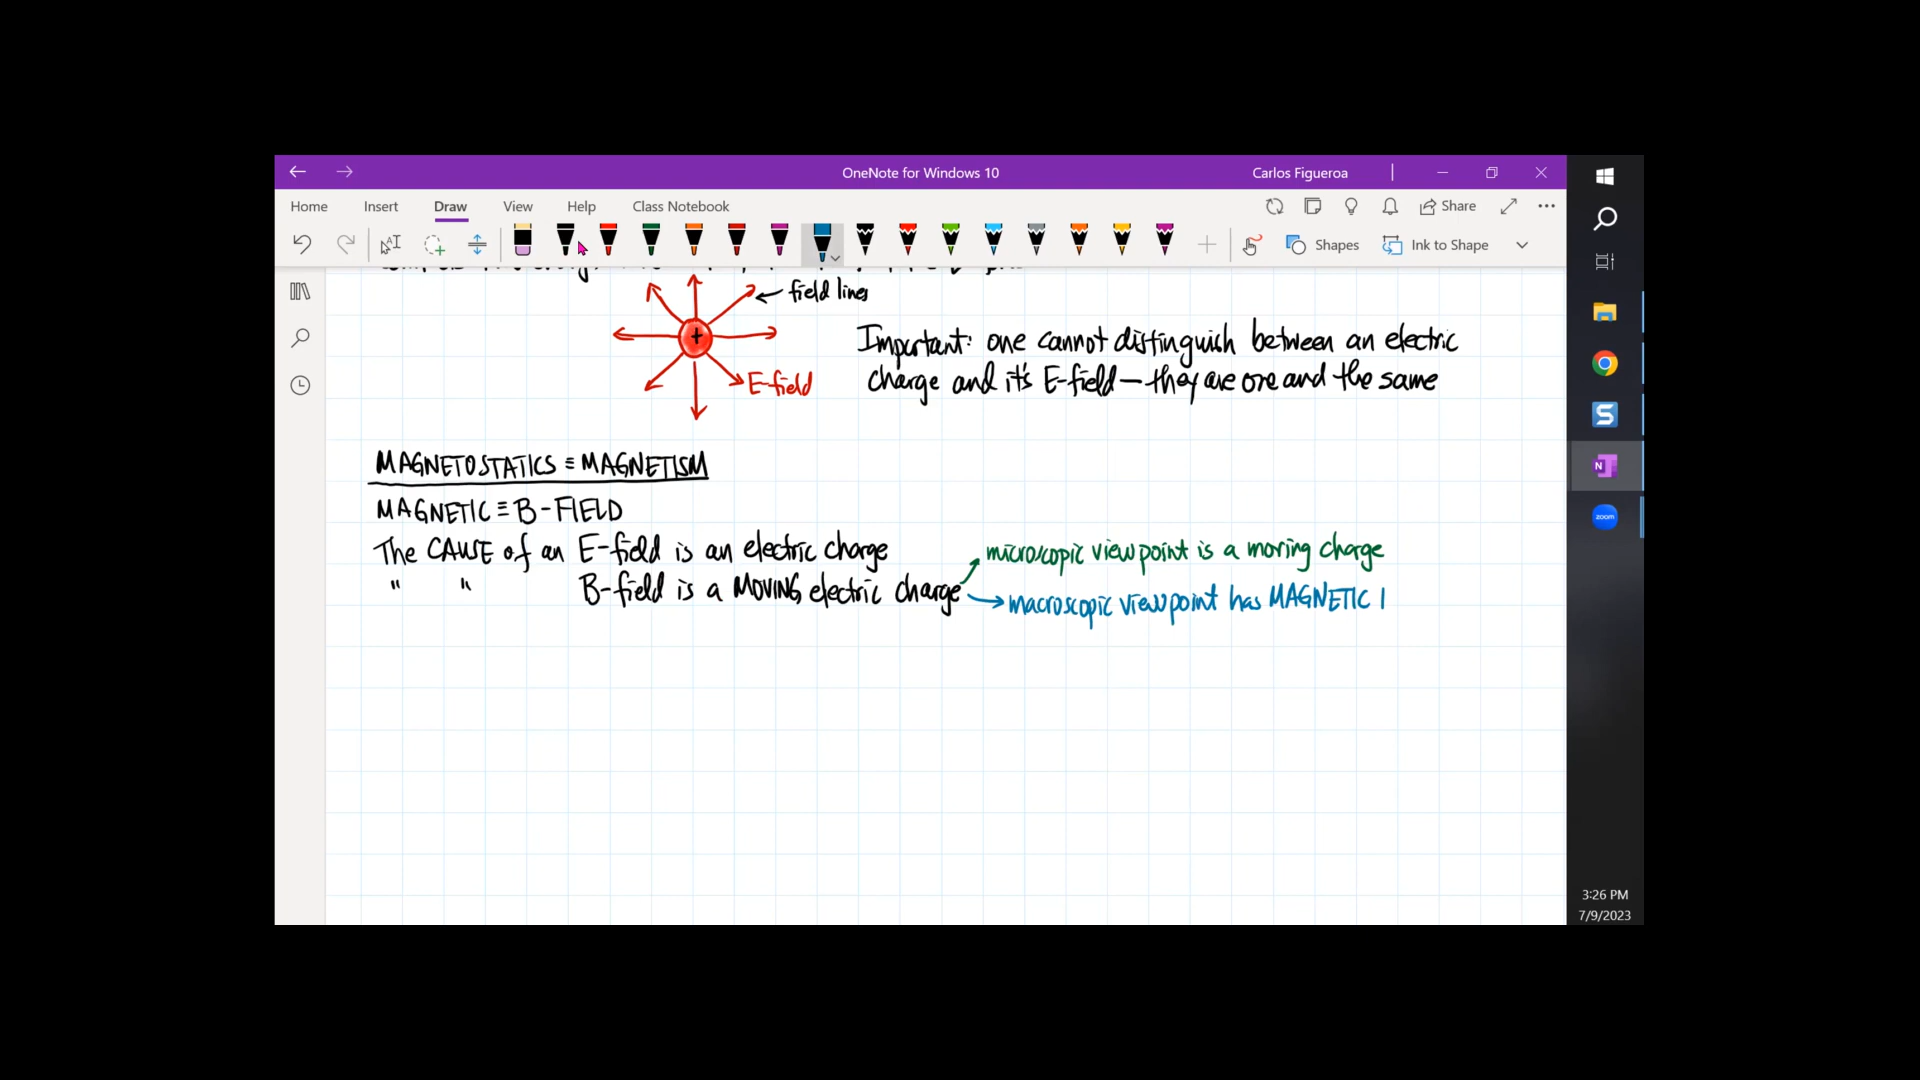 OneNote for Windows 10
Carlos Figueroa
Home Insert Draw View Help Class Notebook
Share
Shapes
Ink to Shape
field lines
E-field
Important: one cannot distinguish between an electric
charge and it's E-field — they are one and the same
MAGNETOSTATICS ≡ MAGNETISM
MAGNETIC ≡ B-FIELD
The CAUSE of an E-field is an electric charge
" " B-field is a MOVING electric charge
microscopic viewpoint is a moving charge
macroscopic viewpoint has MAGNETIC I
zoom
3:26 PM
7/9/2023